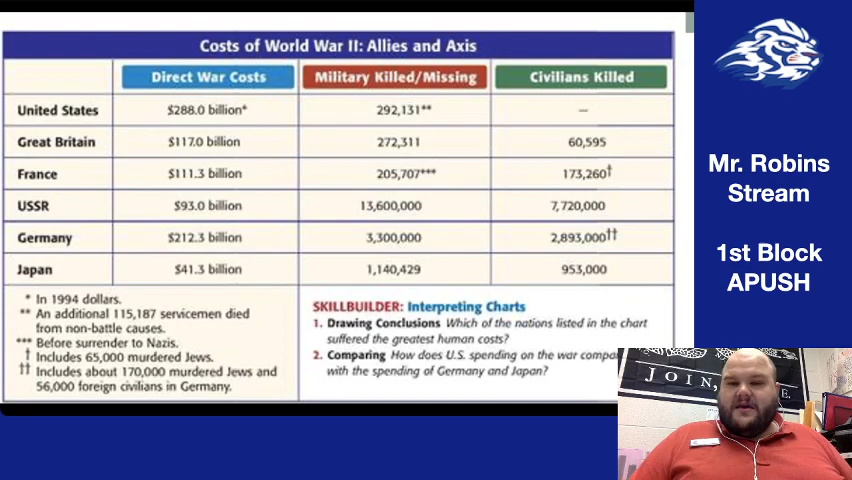 Costs of World War II: Allies and Axis
Direct War Costs Military Killed/Missing Civilians Killed
United States $288.0 billion* 292,131** —
Great Britain $117.0 billion 272,311 60,595
France $111.3 billion 205,707*** 173,260†
USSR $93.0 billion 13,600,000 7,720,000
Germany $212.3 billion 3,300,000 2,893,000††
Japan $41.3 billion 1,140,429 953,000
* In 1994 dollars.
** An additional 115,187 servicemen died
from non-battle causes.
*** Before surrender to Nazis.
† Includes 65,000 murdered Jews.
†† Includes about 170,000 murdered Jews and
56,000 foreign civilians in Germany.
SKILLBUILDER: Interpreting Charts
1. Drawing Conclusions Which of the nations listed in the chart
suffered the greatest human costs?
2. Comparing How does U.S. spending on the war compa
with the spending of Germany and Japan?
Mr. Robins
Stream
1st Block
APUSH
JOIN,